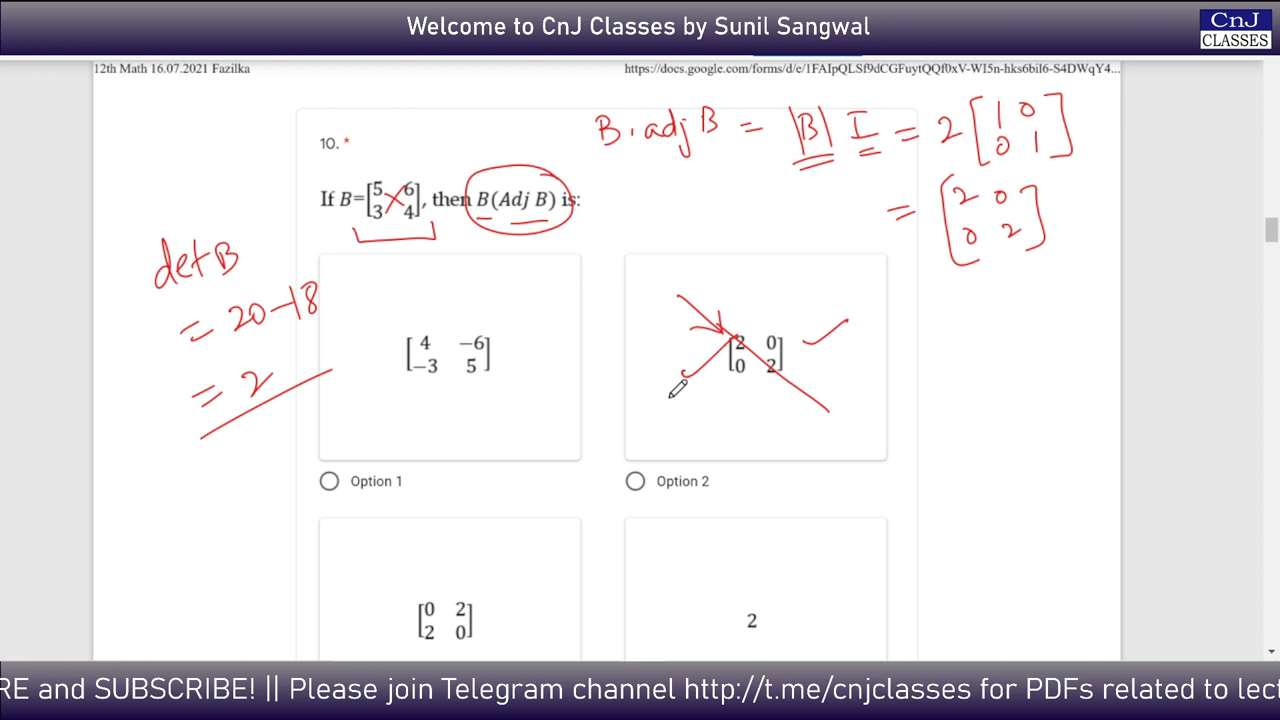 Welcome to CnJ Classes by Sunil Sangwal
CnJ
CLASSES
12th Math 16.07.2021 Fazilka
https://docs.google.com/forms/d/e/1FAIpQLSf9dCGFuytQQf0xV-WI5n-hks6bil6-S4DWqY4...
B·adj B = |B| I = 2 [1 0
0 1]
= [2 0
0 2]
10. *
If B=[5 6
3 4], then B(Adj B) is:
det B
= 20-18
= 2
[4 −6
−3 5]
Option 1
[2 0
0 2]
Option 2
[0 2
2 0]
2
RE and SUBSCRIBE! || Please join Telegram channel http://t.me/cnjclasses for PDFs related to lect